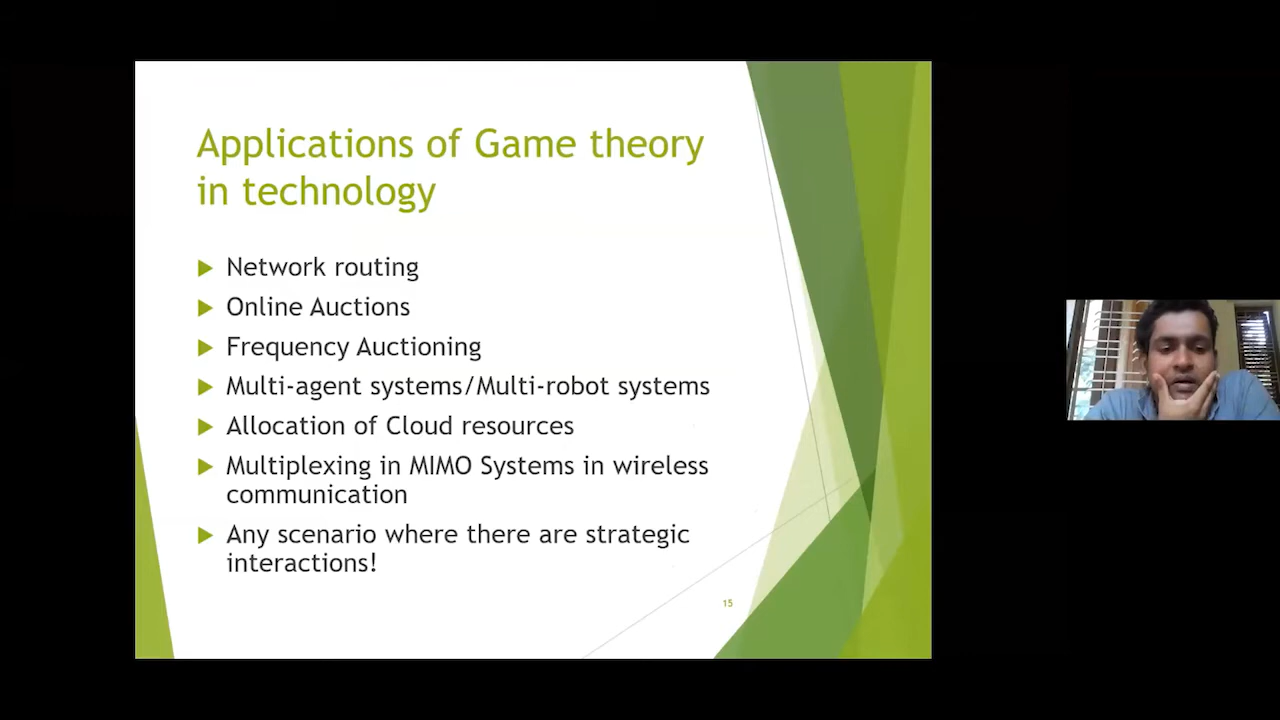 Applications of Game theory
in technology
Network routing
Online Auctions
Frequency Auctioning
Multi-agent systems/Multi-robot systems
Allocation of Cloud resources
Multiplexing in MIMO Systems in wireless
communication
Any scenario where there are strategic
interactions!
15